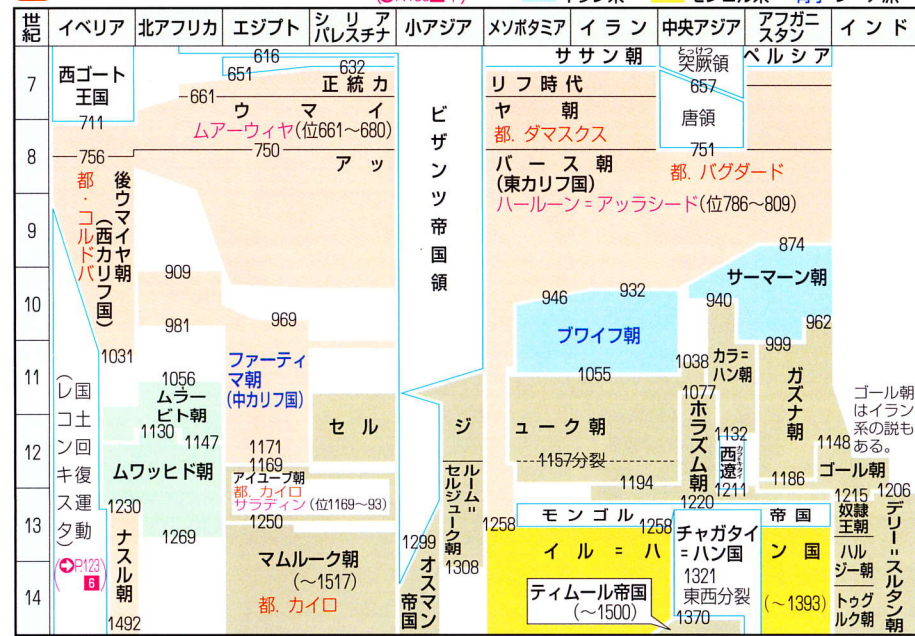 世紀
イベリア
北アフリカ
エジプト
シリア
パレスチナ
小アジア
メソポタミア
イラン
中央アジア
アフガニスタン
インド
7
8
9
10
11
12
13
14
西ゴート
王国
711
756
都・コルドバ
後ウマイヤ朝
(西カリフ国)
1031
国土回復運動
(レコンキスタ)
P.123
6
1230
ナスル朝
1492
661
909
981
1056
ムラー
ビト朝
1130
1147
ムワッヒド朝
1269
616
651
632
正統カリフ時代
ウマイヤ朝
ムアーウィヤ(位661~680)
都. ダマスクス
750
アッバース朝
(東カリフ国)
都. バグダード
ハールーン=アッラシード(位786~809)
969
ファーティ
マ朝
(中カリフ国)
1171
1169
アイユーブ朝
都. カイロ
サラディン(位1169~93)
1250
マムルーク朝
(~1517)
都. カイロ
ビザンツ帝国領
セルジューク朝
1157分裂
1194
ルーム=
セルジューク朝
1308
1299
オスマン
帝国
ササン朝ペルシア
とっけつ
突厥領
657
唐領
751
874
サーマーン朝
946
932
ブワイフ朝
940
962
999
1038
1055
カラ=
ハン朝
1077
ホラズム朝
1132
カラキタイ
西遼
1211
1220
ガズナ朝
1148
1186
ゴール朝
ゴール朝
はイラン
系の説も
ある。
1206
1215
奴隷
王朝
ハル
ジー朝
トゥグ
ルク朝
デリー=スルタン朝
モンゴル帝国
1258
1258
イル=ハン国
(~1393)
チャガタイ
=ハン国
1321
東西分裂
1370
ティムール帝国
(~1500)